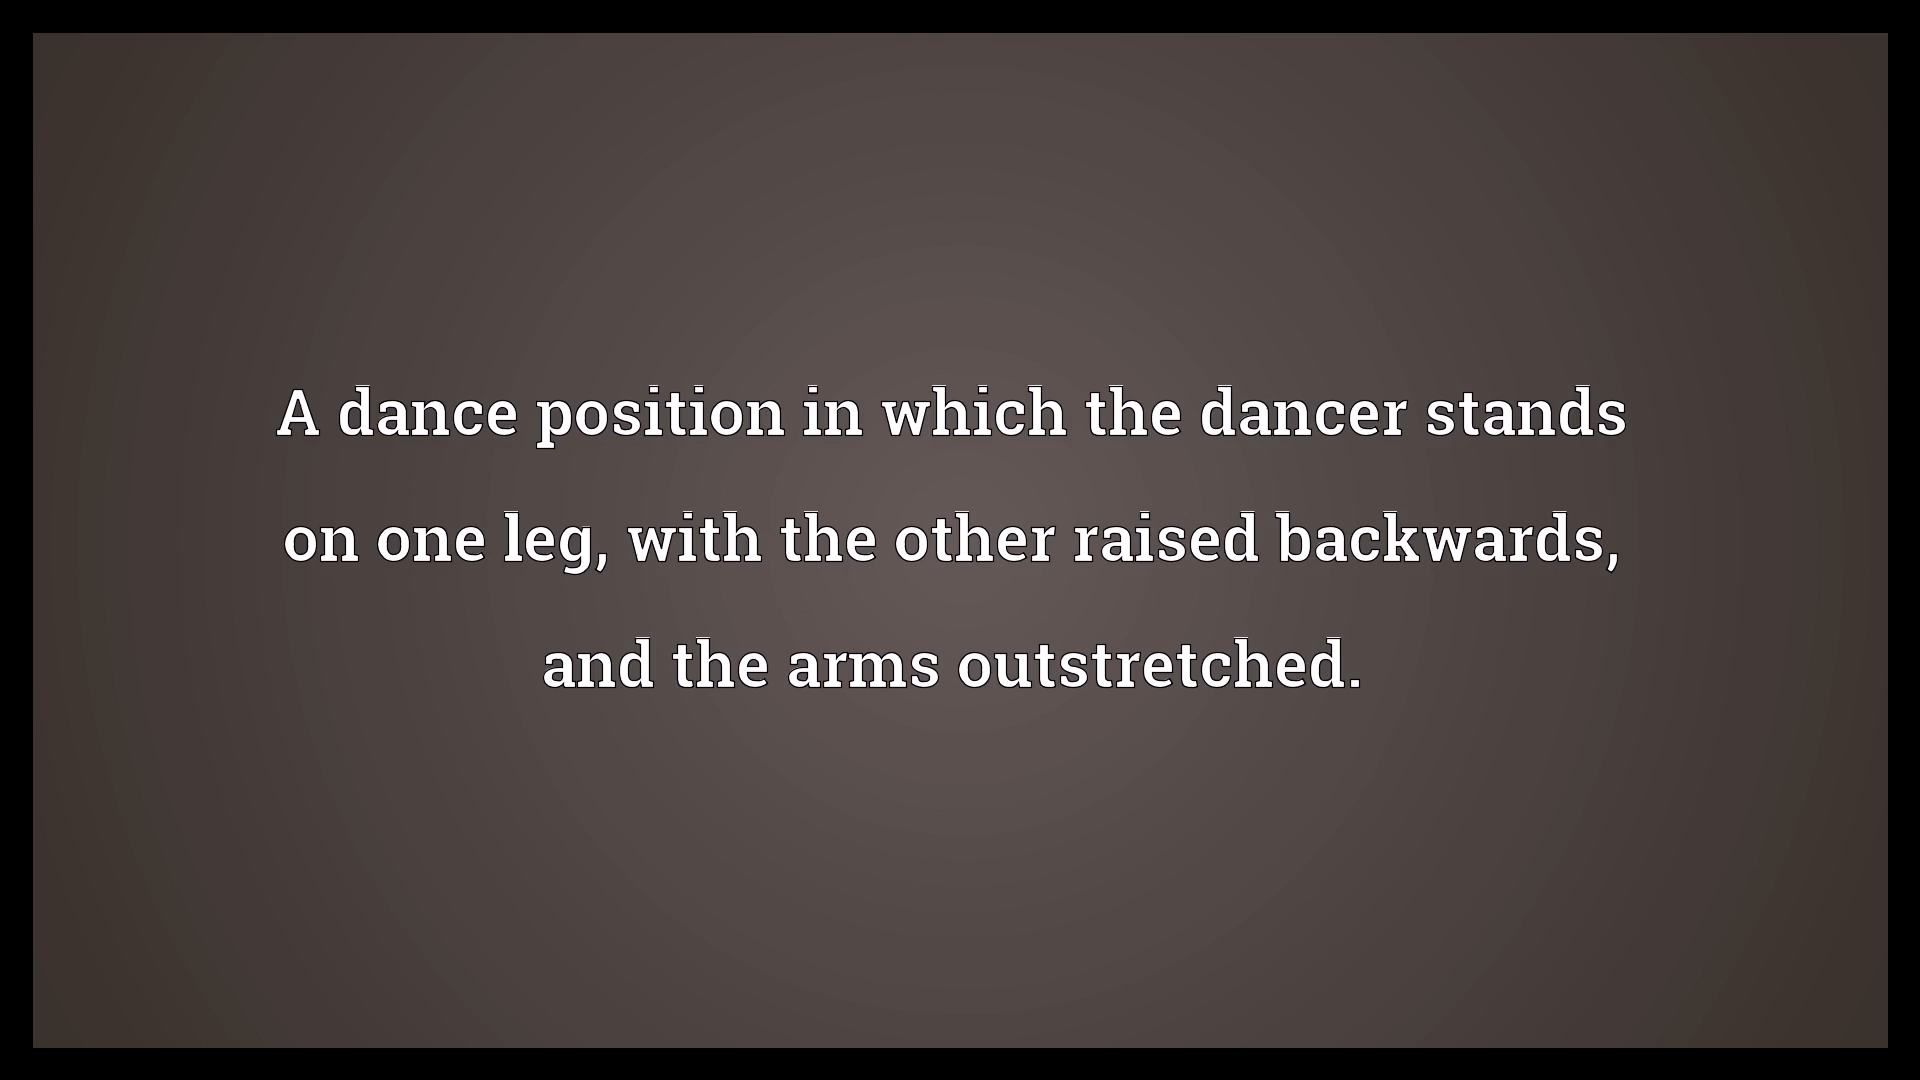 A dance position in which the dancer stands
on one leg, with the other raised backwards,
and the arms outstretched.